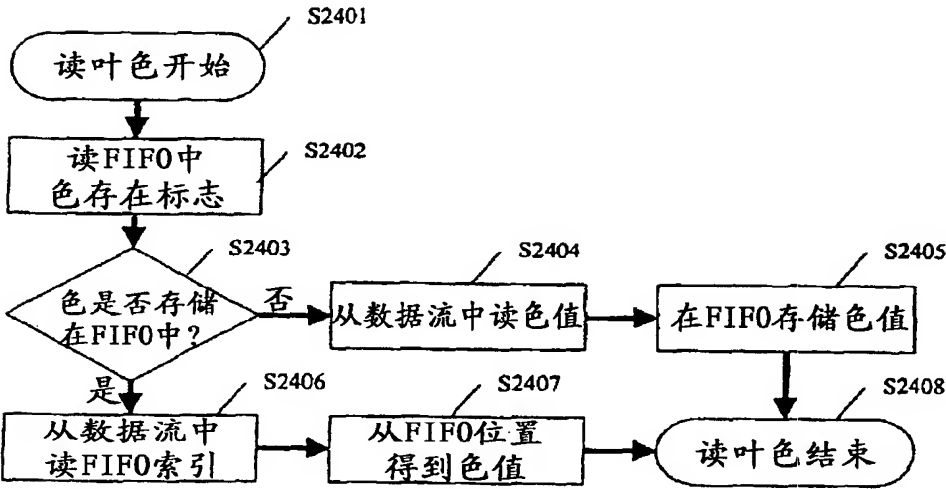 S2401
读叶色开始
读FIFO中
色存在标志
S2402
S2403
色是否存储
在FIFO中?
否
S2404
从数据流中读色值
S2405
在FIFO存储色值
是
S2406
从数据流中
读FIFO索引
S2407
从FIFO位置
得到色值
S2408
读叶色结束